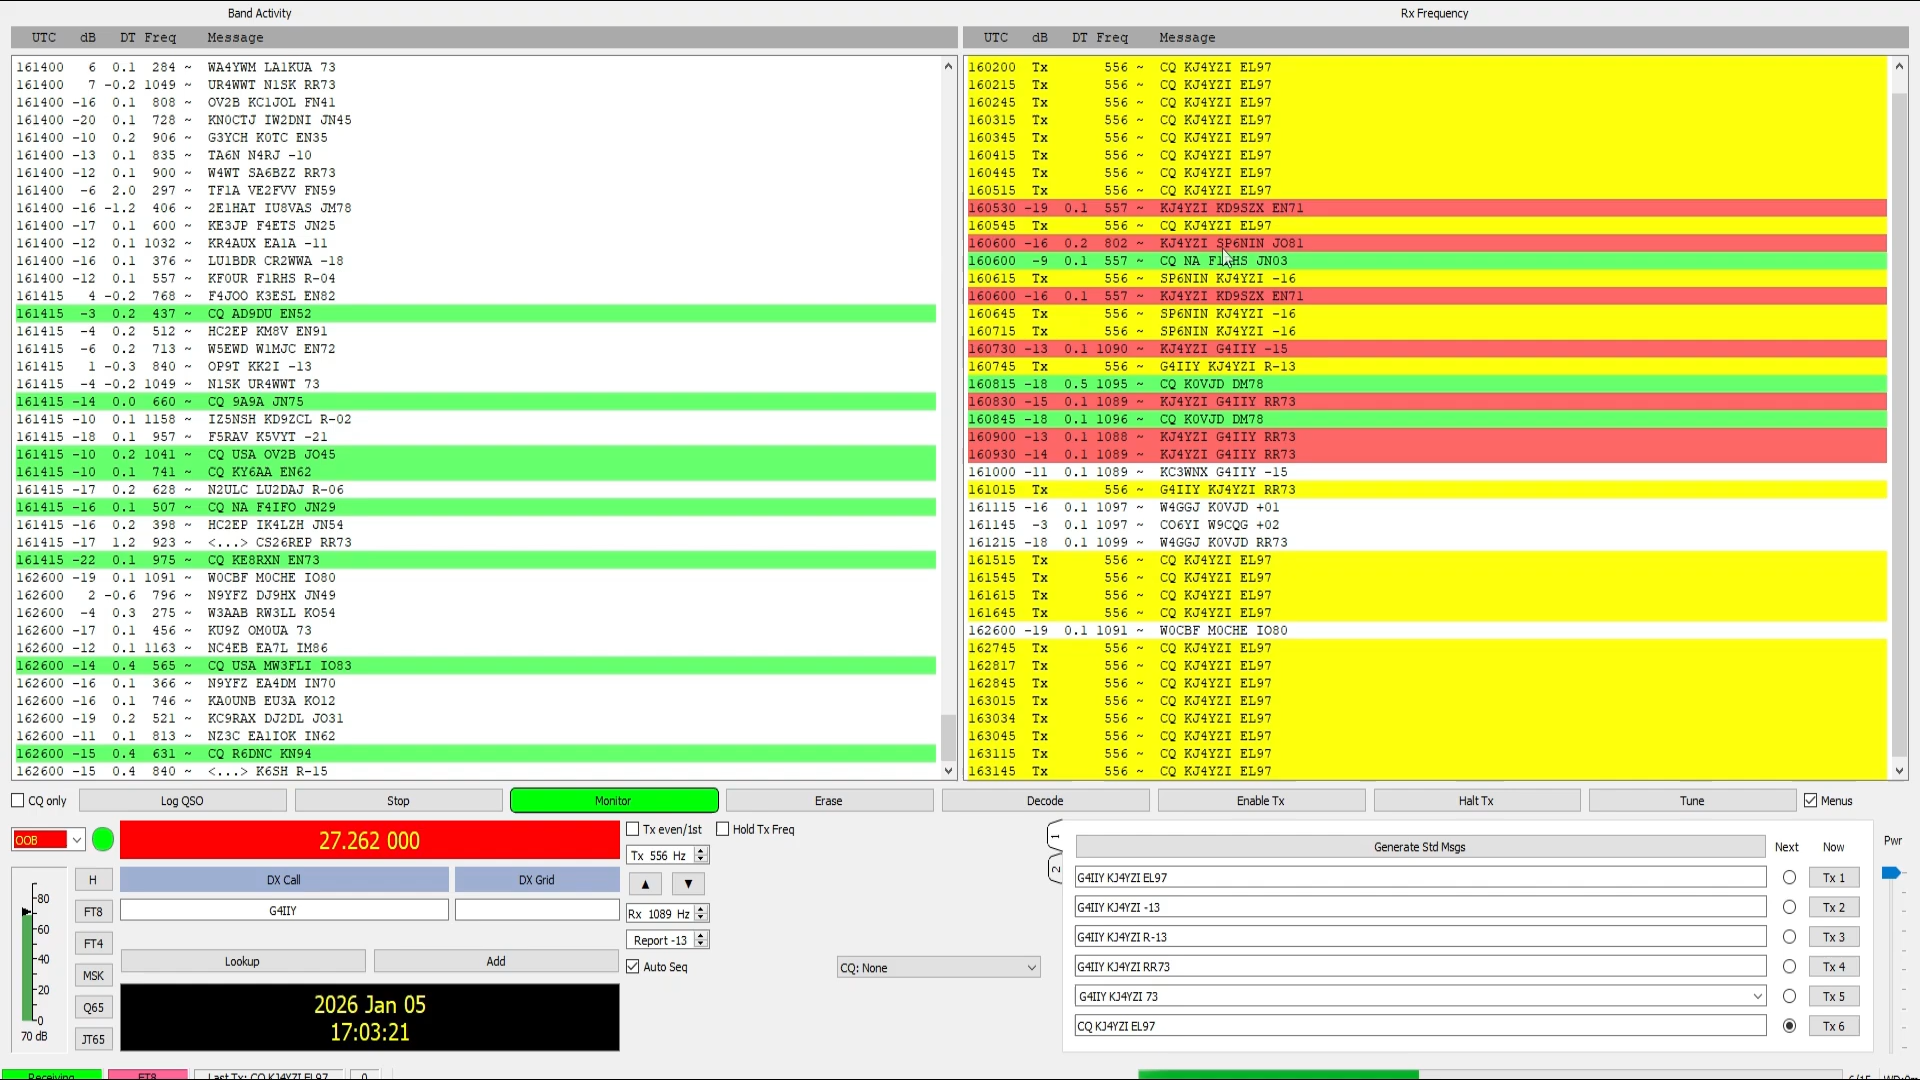 Band Activity
UTC dB DT Freq Message
161400 6 0.1 284 ~ WA4YWM LA1KUA 73
161400 7 -0.2 1049 ~ UR4WWT N1SK RR73
161400 -16 0.1 808 ~ OV2B KC1JOL FN41
161400 -20 0.1 728 ~ KN0CTJ IW2DNI JN45
161400 -10 0.2 906 ~ G3YCH K0TC EN35
161400 -13 0.1 835 ~ TA6N N4RJ -10
161400 -12 0.1 900 ~ W4WT SA6BZZ RR73
161400 -6 2.0 297 ~ TF1A VE2FVV FN59
161400 -16 -1.2 406 ~ 2E1HAT IU8VAS JM78
161400 -17 0.1 600 ~ KE3JP F4ETS JN25
161400 -12 0.1 1032 ~ KR4AUX EA1A -11
161400 -16 0.1 376 ~ LU1BDR CR2WWA -18
161400 -12 0.1 557 ~ KF0UR F1RHS R-04
161415 4 -0.2 768 ~ F4JOO K3ESL EN82
161415 -3 0.2 437 ~ CQ AD9DU EN52
161415 -4 0.2 512 ~ HC2EP KM8V EN91
161415 -6 0.2 713 ~ W5EWD W1MJC EN72
161415 1 -0.3 840 ~ OP9T KK2I -13
161415 -4 -0.2 1049 ~ N1SK UR4WWT 73
161415 -14 0.0 660 ~ CQ 9A9A JN75
161415 -10 0.1 1158 ~ IZ5NSH KD9ZCL R-02
161415 -18 0.1 957 ~ F5RAV K5VYT -21
161415 -10 0.2 1041 ~ CQ USA OV2B JO45
161415 -10 0.1 741 ~ CQ KY6AA EN62
161415 -17 0.2 628 ~ N2ULC LU2DAJ R-06
161415 -16 0.1 507 ~ CQ NA F4IFO JN29
161415 -16 0.2 398 ~ HC2EP IK4LZH JN54
161415 -17 1.2 923 ~ <...> CS26REP RR73
161415 -22 0.1 975 ~ CQ KE8RXN EN73
162600 -19 0.1 1091 ~ W0CBF M0CHE IO80
162600 2 -0.6 796 ~ N9YFZ DJ9HX JN49
162600 -4 0.3 275 ~ W3AAB RW3LL KO54
162600 -17 0.1 456 ~ KU9Z OM0UA 73
162600 -12 0.1 1163 ~ NC4EB EA7L IM86
162600 -14 0.4 565 ~ CQ USA MW3FLI IO83
162600 -16 0.1 366 ~ N9YFZ EA4DM IN70
162600 -16 0.1 746 ~ KA0UNB EU3A KO12
162600 -19 0.2 521 ~ KC9RAX DJ2DL JO31
162600 -11 0.1 813 ~ NZ3C EA1IOK IN62
162600 -15 0.4 631 ~ CQ R6DNC KN94
162600 -15 0.4 840 ~ <...> K6SH R-15
Rx Frequency
UTC dB DT Freq Message
160200 Tx 556 ~ CQ KJ4YZI EL97
160215 Tx 556 ~ CQ KJ4YZI EL97
160245 Tx 556 ~ CQ KJ4YZI EL97
160315 Tx 556 ~ CQ KJ4YZI EL97
160345 Tx 556 ~ CQ KJ4YZI EL97
160415 Tx 556 ~ CQ KJ4YZI EL97
160445 Tx 556 ~ CQ KJ4YZI EL97
160515 Tx 556 ~ CQ KJ4YZI EL97
160530 -19 0.1 557 ~ KJ4YZI KD9SZX EN71
160545 Tx 556 ~ CQ KJ4YZI EL97
160600 -16 0.2 802 ~ KJ4YZI SP6NIN JO81
160600 -9 0.1 557 ~ CQ NA F1RHS JN03
160615 Tx 556 ~ SP6NIN KJ4YZI -16
160600 -16 0.1 557 ~ KJ4YZI KD9SZX EN71
160645 Tx 556 ~ SP6NIN KJ4YZI -16
160715 Tx 556 ~ SP6NIN KJ4YZI -16
160730 -13 0.1 1090 ~ KJ4YZI G4IIY -15
160745 Tx 556 ~ G4IIY KJ4YZI R-13
160815 -18 0.5 1095 ~ CQ K0VJD DM78
160830 -15 0.1 1089 ~ KJ4YZI G4IIY RR73
160845 -18 0.1 1096 ~ CQ K0VJD DM78
160900 -13 0.1 1088 ~ KJ4YZI G4IIY RR73
160930 -14 0.1 1089 ~ KJ4YZI G4IIY RR73
161000 -11 0.1 1089 ~ KC3WNX G4IIY -15
161015 Tx 556 ~ G4IIY KJ4YZI RR73
161115 -16 0.1 1097 ~ W4GGJ K0VJD +01
161145 -3 0.1 1097 ~ CO6YI W9CQG +02
161215 -18 0.1 1099 ~ W4GGJ K0VJD RR73
161515 Tx 556 ~ CQ KJ4YZI EL97
161545 Tx 556 ~ CQ KJ4YZI EL97
161615 Tx 556 ~ CQ KJ4YZI EL97
161645 Tx 556 ~ CQ KJ4YZI EL97
162600 -19 0.1 1091 ~ W0CBF M0CHE IO80
162745 Tx 556 ~ CQ KJ4YZI EL97
162817 Tx 556 ~ CQ KJ4YZI EL97
162845 Tx 556 ~ CQ KJ4YZI EL97
163015 Tx 556 ~ CQ KJ4YZI EL97
163034 Tx 556 ~ CQ KJ4YZI EL97
163045 Tx 556 ~ CQ KJ4YZI EL97
163115 Tx 556 ~ CQ KJ4YZI EL97
163145 Tx 556 ~ CQ KJ4YZI EL97
CQ only Log QSO Stop Monitor Erase Decode Enable Tx Halt Tx Tune Menus
OOB 27.262 000 Tx even/1st Hold Tx Freq
Tx 556 Hz
H DX Call DX Grid
FT8 G4IIY Rx 1089 Hz
FT4 Report -13
MSK Lookup Add Auto Seq CQ: None
Q65 2026 Jan 05
JT65 17:03:21
80
60
40
20
0
70 dB
1
2
Generate Std Msgs Next Now Pwr
G4IIY KJ4YZI EL97 Tx 1
G4IIY KJ4YZI -13 Tx 2
G4IIY KJ4YZI R-13 Tx 3
G4IIY KJ4YZI RR73 Tx 4
G4IIY KJ4YZI 73 Tx 5
CQ KJ4YZI EL97 Tx 6
Receiving FT8 Last Tx: CQ KJ4YZI EL97 0 6/15